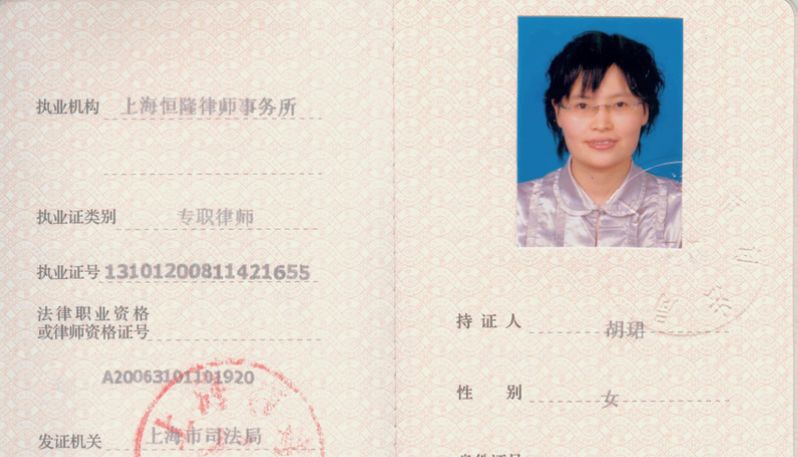 执业机构 上海恒隆律师事务所
执业证类别 专职律师
执业证号 13101200811421655
法律职业资格
或律师资格证号
A20063101101920
发证机关 上海市司法局
持证人 胡珺
性别 女